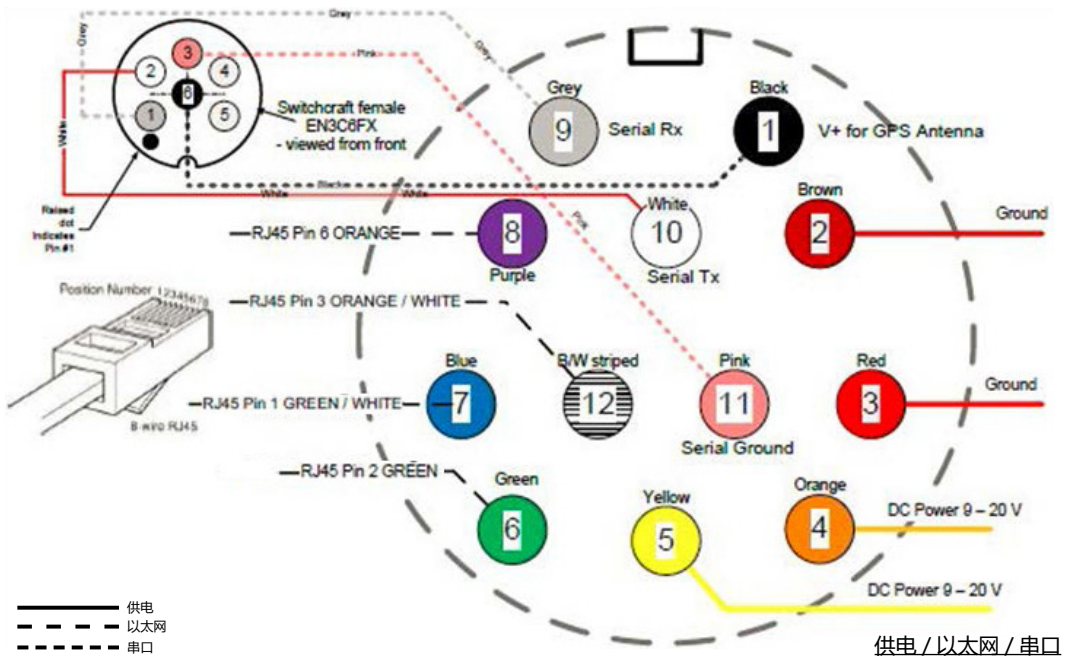 Grey
Grey
Grey
Pink
3
2
4
6
1
5
White
Switchcraft female
EN3C6FX
- viewed from front
Raised
dot
Indicates
Pin #1
Black
White
White
Pink
Grey
9
Serial Rx
Black
1
V+ for GPS Antenna
White
10
Serial Tx
Brown
2
Ground
RJ45 Pin 6 ORANGE
8
Purple
Position Number 12345678
8-wire RJ45
RJ45 Pin 3 ORANGE / WHITE
B/W striped
12
RJ45 Pin 1 GREEN / WHITE
Blue
7
Pink
11
Serial Ground
Red
3
Ground
RJ45 Pin 2 GREEN
Green
6
Yellow
5
Orange
4
DC Power 9 – 20 V
DC Power 9 – 20 V
供电
以太网
串口
供电 / 以太网 / 串口